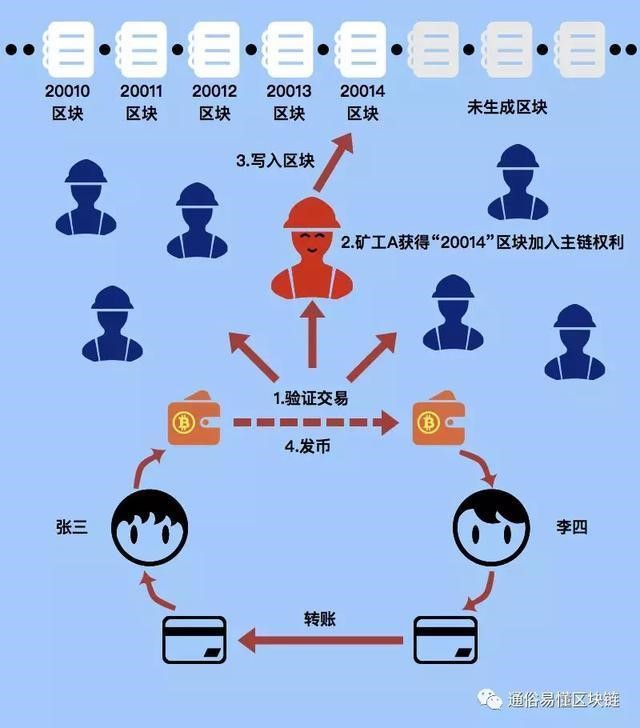 20010
区块
20011
区块
20012
区块
20013
区块
20014
区块
未生成区块
3.写入区块
2.矿工A获得“20014”区块加入主链权利
1.验证交易
4.发币
张三
李四
转账
通俗易懂区块链